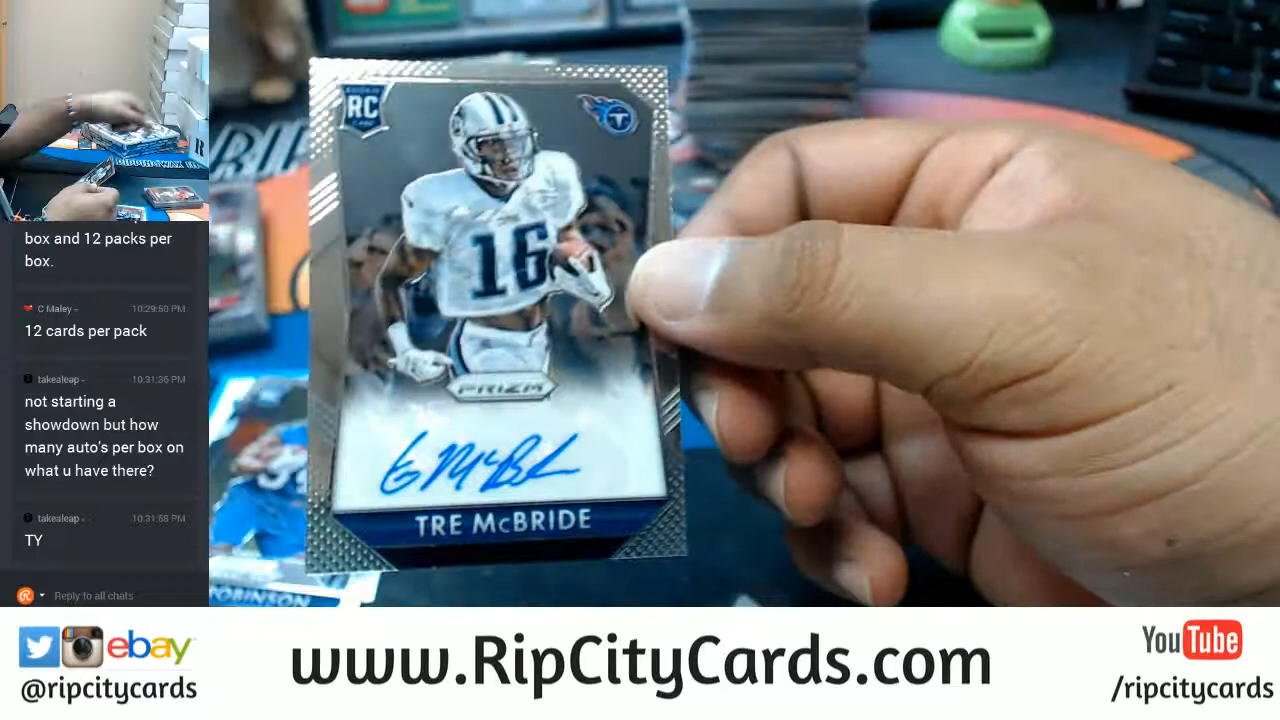 box and 12 packs per
box.
C Maley -
10:29:50 PM
12 cards per pack
takealeap -
10:31:36 PM
not starting a
showdown but how
many auto's per box on
what u have there?
takealeap -
10:31:58 PM
TY
Reply to all chats
RC
T
16
PRIZM
TRE McBRIDE
ROBINSON
ebay
@ripcitycards
www.RipCityCards.com
YouTube
/ripcitycards